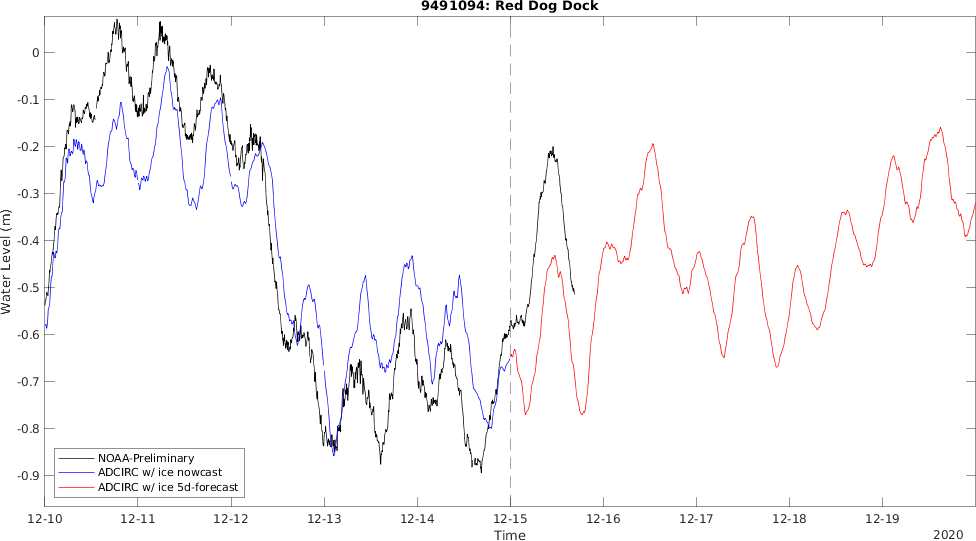 9491094: Red Dog Dock
Water Level (m)
0
-0.1
-0.2
-0.3
-0.4
-0.5
-0.6
-0.7
-0.8
-0.9
NOAA-Preliminary
ADCIRC w/ ice nowcast
ADCIRC w/ ice 5d-forecast
12-10 12-11 12-12 12-13 12-14 12-15 12-16 12-17 12-18 12-19
Time
2020